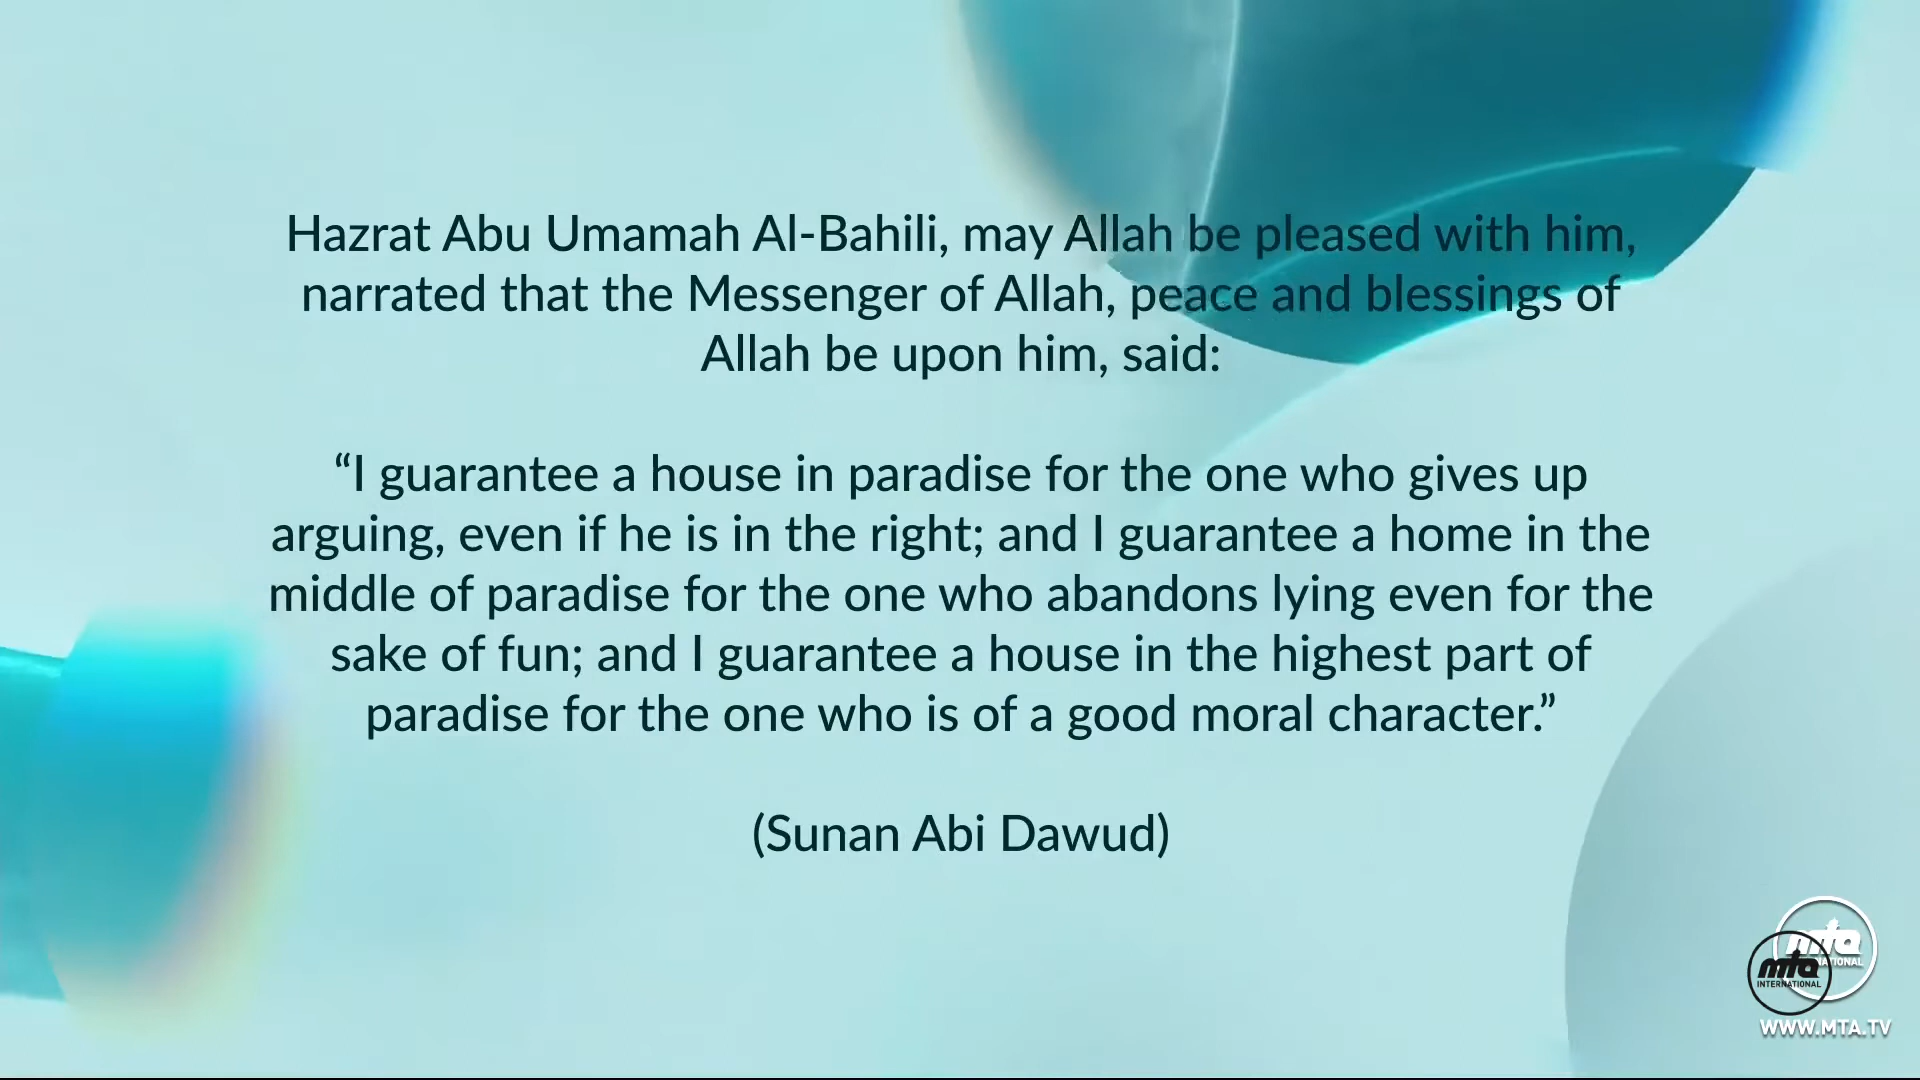 Hazrat Abu Umamah Al-Bahili, may Allah be pleased with him,
narrated that the Messenger of Allah, peace and blessings of
Allah be upon him, said:
“I guarantee a house in paradise for the one who gives up
arguing, even if he is in the right; and I guarantee a home in the
middle of paradise for the one who abandons lying even for the
sake of fun; and I guarantee a house in the highest part of
paradise for the one who is of a good moral character.”
(Sunan Abi Dawud)
mta
mta
INTERNATIONAL
WWW.MTA.TV